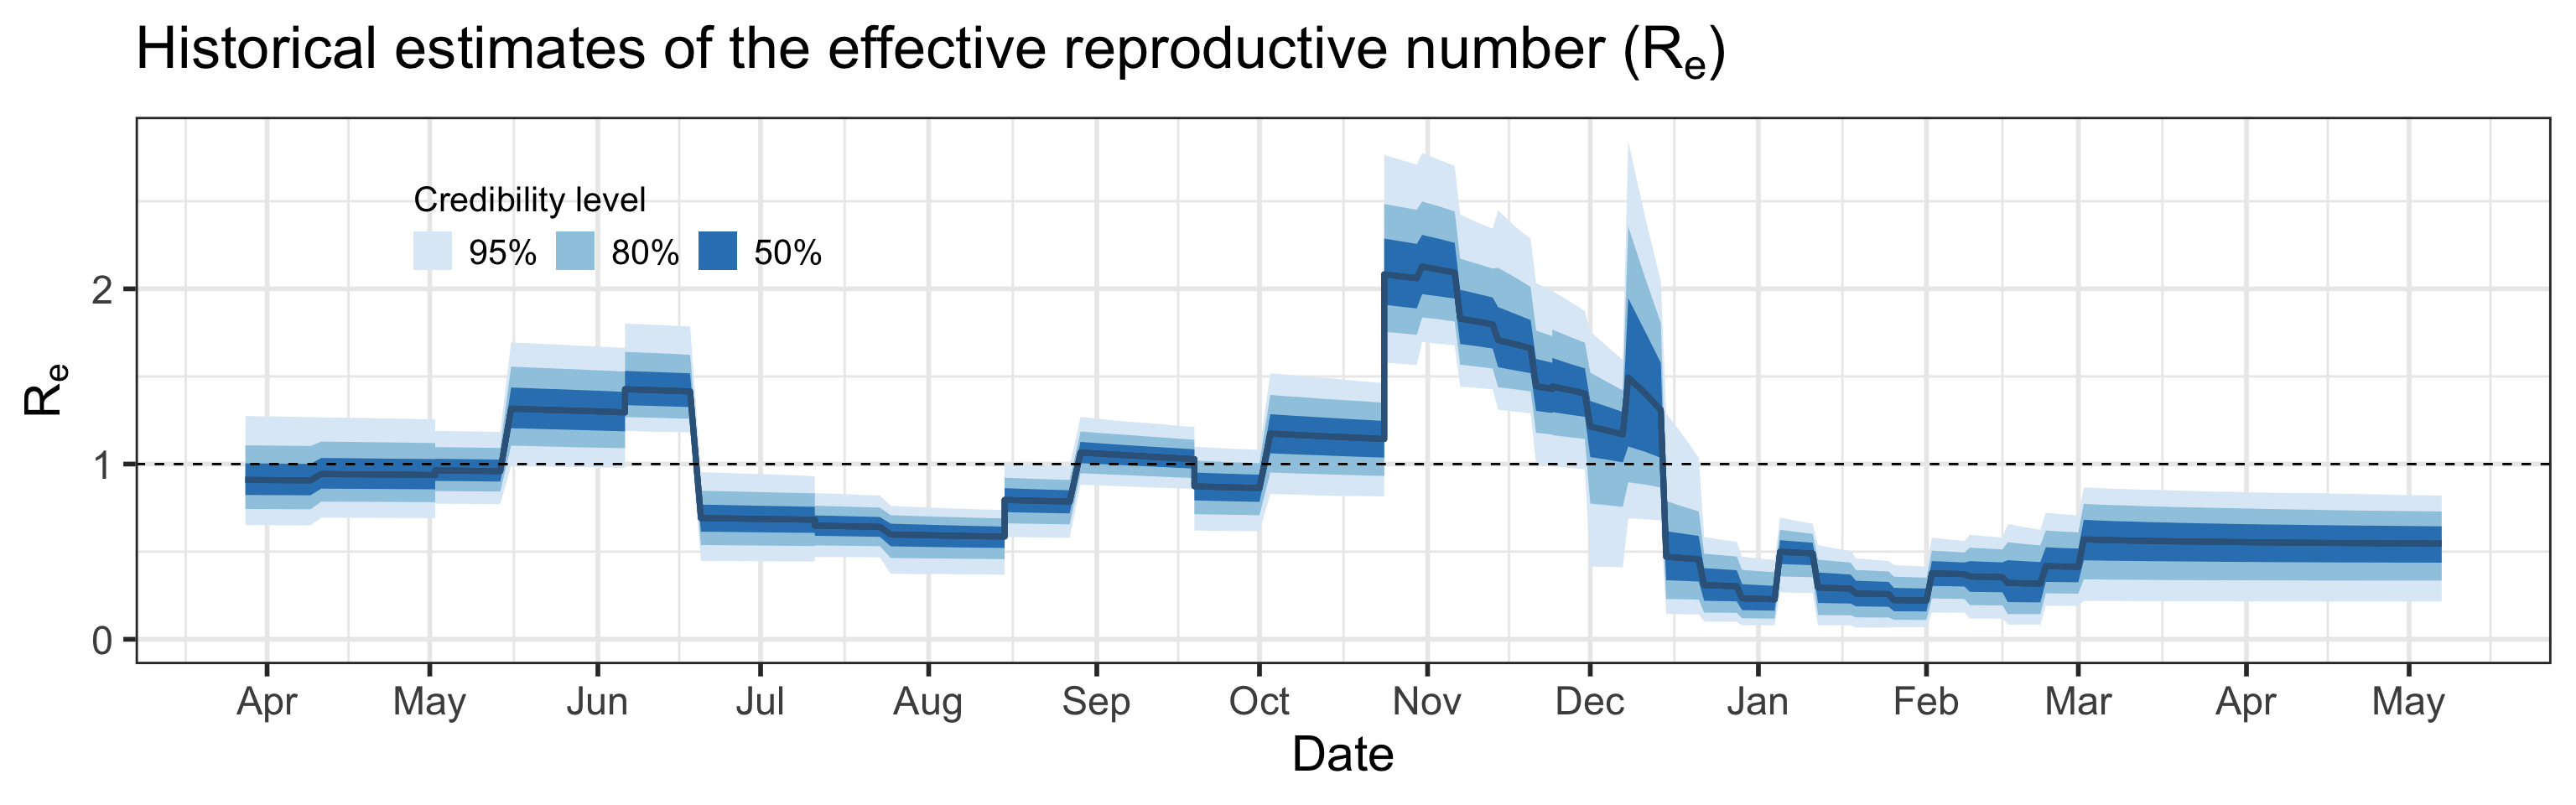 Historical estimates of the effective reproductive number (Re)
Credibility level
95% 80% 50%
2
1
0
Re
Apr May Jun Jul Aug Sep Oct Nov Dec Jan Feb Mar Apr May
Date